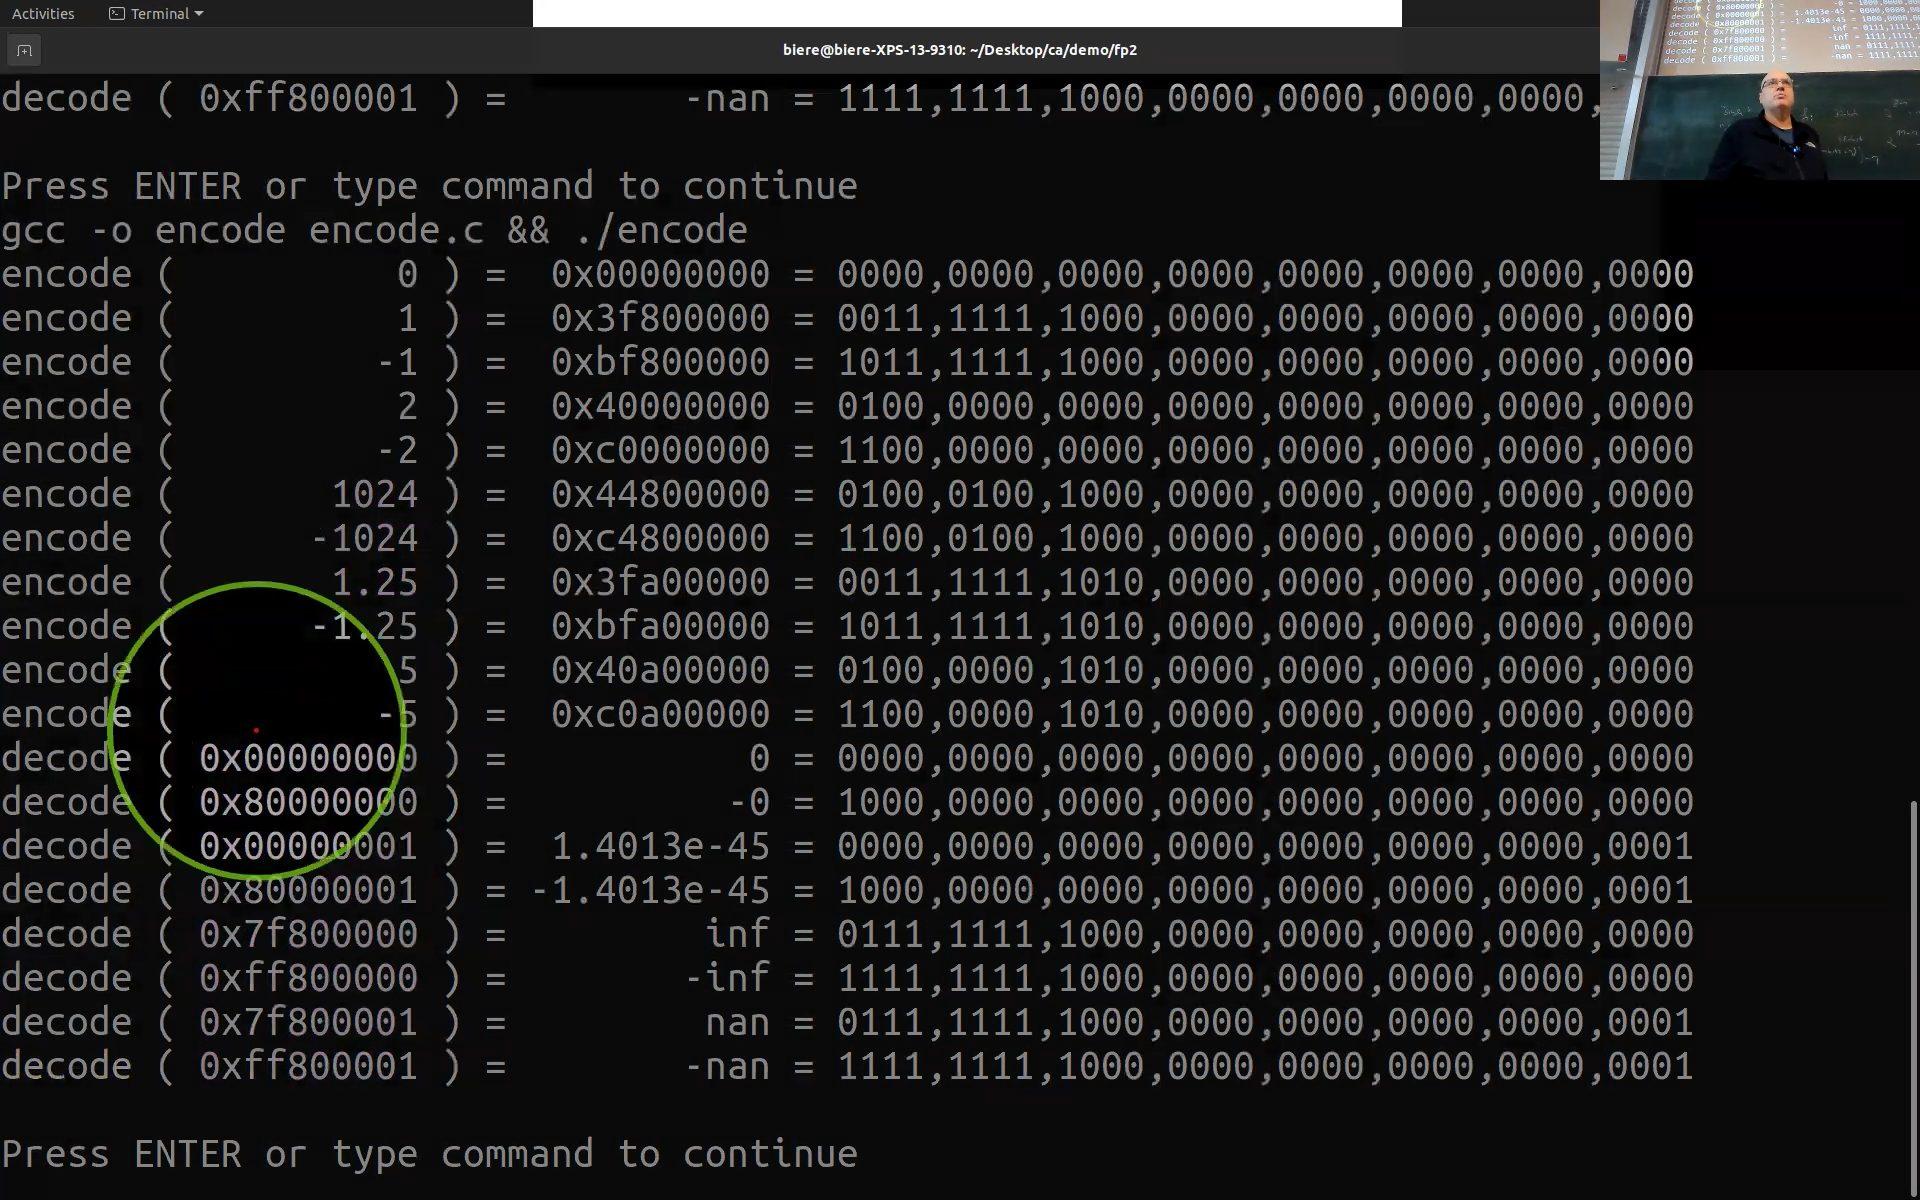 Activities Terminal
biere@biere-XPS-13-9310: ~/Desktop/ca/demo/fp2
decode ( 0xff800001 ) = -nan = 1111,1111,1000,0000,0000,0000,0000,
Press ENTER or type command to continue
gcc -o encode encode.c && ./encode
encode ( 0 ) = 0x00000000 = 0000,0000,0000,0000,0000,0000,0000,0000
encode ( 1 ) = 0x3f800000 = 0011,1111,1000,0000,0000,0000,0000,0000
encode ( -1 ) = 0xbf800000 = 1011,1111,1000,0000,0000,0000,0000,0000
encode ( 2 ) = 0x40000000 = 0100,0000,0000,0000,0000,0000,0000,0000
encode ( -2 ) = 0xc0000000 = 1100,0000,0000,0000,0000,0000,0000,0000
encode ( 1024 ) = 0x44800000 = 0100,0100,1000,0000,0000,0000,0000,0000
encode ( -1024 ) = 0xc4800000 = 1100,0100,1000,0000,0000,0000,0000,0000
encode ( 1.25 ) = 0x3fa00000 = 0011,1111,1010,0000,0000,0000,0000,0000
encode ( -1.25 ) = 0xbfa00000 = 1011,1111,1010,0000,0000,0000,0000,0000
encode ( 5 ) = 0x40a00000 = 0100,0000,1010,0000,0000,0000,0000,0000
encode ( -5 ) = 0xc0a00000 = 1100,0000,1010,0000,0000,0000,0000,0000
decode ( 0x00000000 ) = 0 = 0000,0000,0000,0000,0000,0000,0000,0000
decode ( 0x80000000 ) = -0 = 1000,0000,0000,0000,0000,0000,0000,0000
decode ( 0x00000001 ) = 1.4013e-45 = 0000,0000,0000,0000,0000,0000,0000,0001
decode ( 0x80000001 ) = -1.4013e-45 = 1000,0000,0000,0000,0000,0000,0000,0001
decode ( 0x7f800000 ) = inf = 0111,1111,1000,0000,0000,0000,0000,0000
decode ( 0xff800000 ) = -inf = 1111,1111,1000,0000,0000,0000,0000,0000
decode ( 0x7f800001 ) = nan = 0111,1111,1000,0000,0000,0000,0000,0001
decode ( 0xff800001 ) = -nan = 1111,1111,1000,0000,0000,0000,0000,0001
Press ENTER or type command to continue